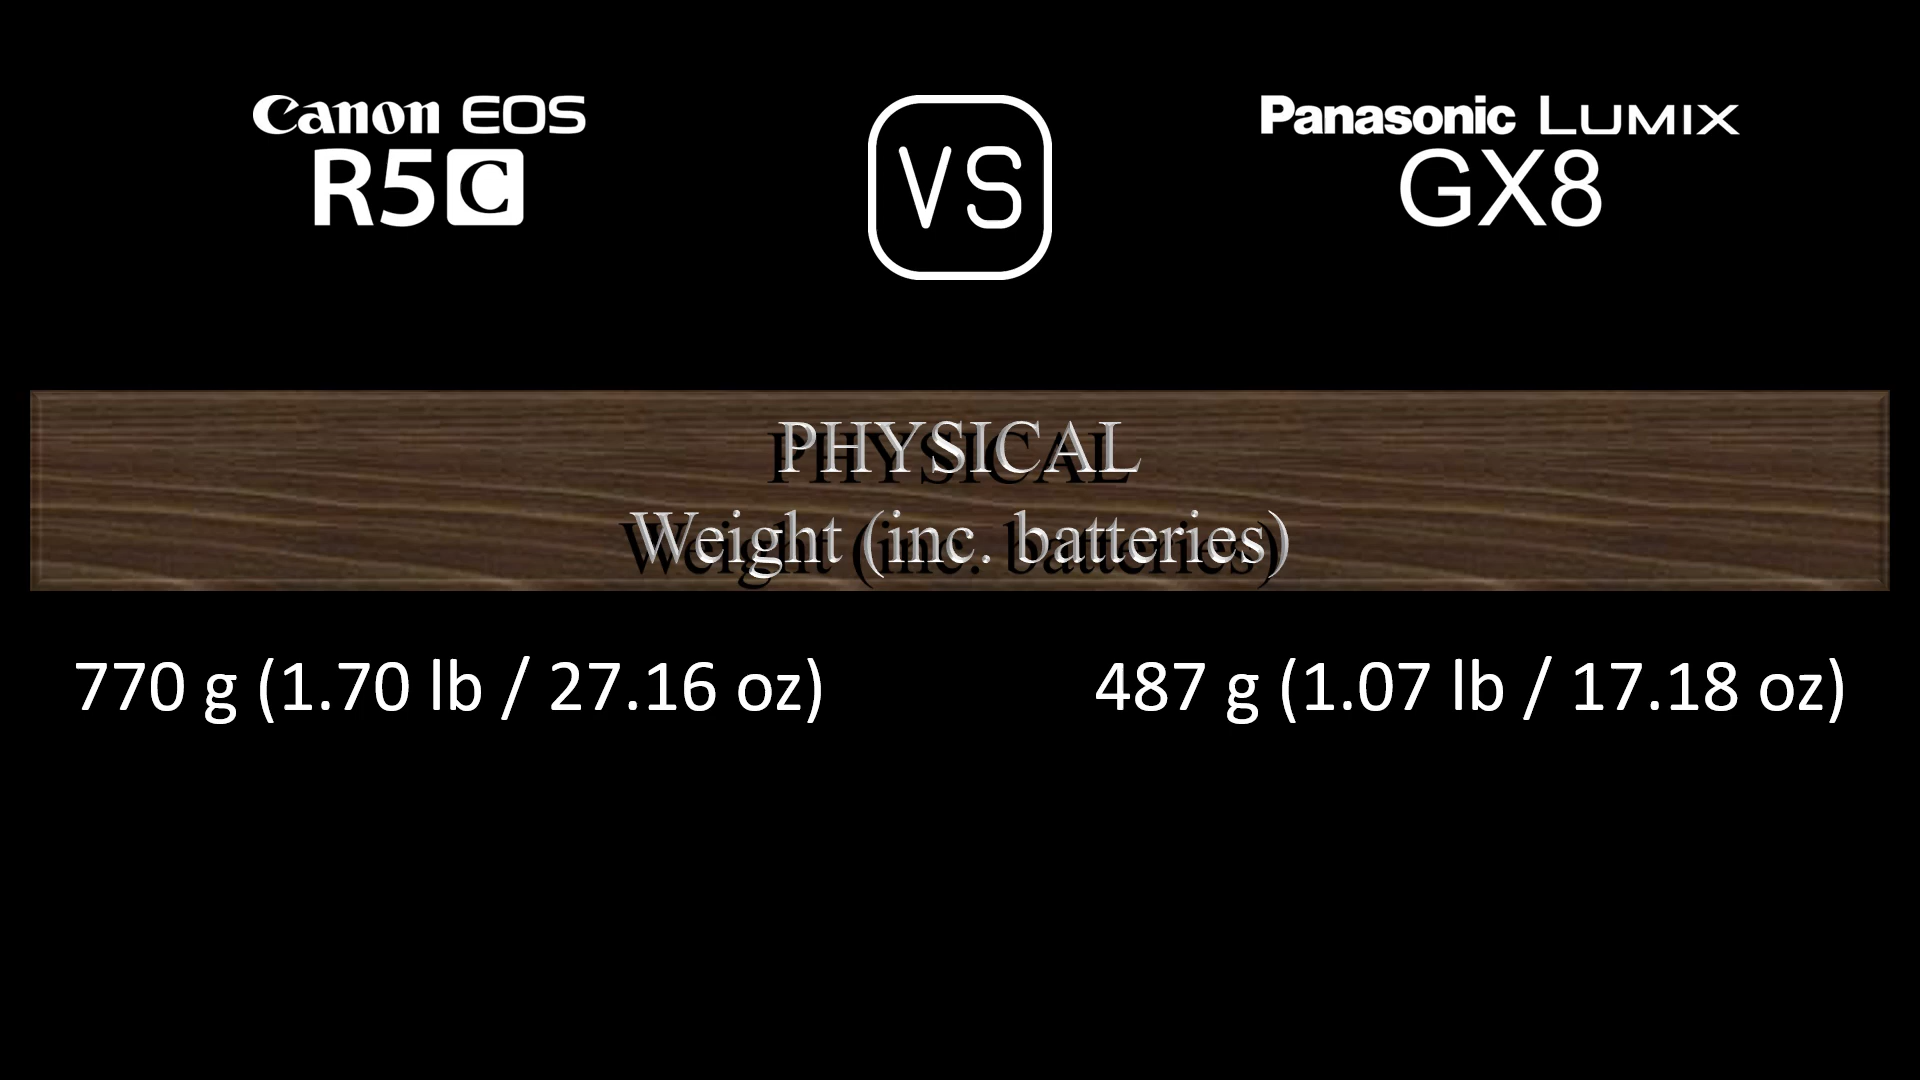 Canon EOS
R5 C
VS
Panasonic LUMIX
GX8
PHYSICAL
Weight (inc. batteries)
770 g (1.70 lb / 27.16 oz)
487 g (1.07 lb / 17.18 oz)